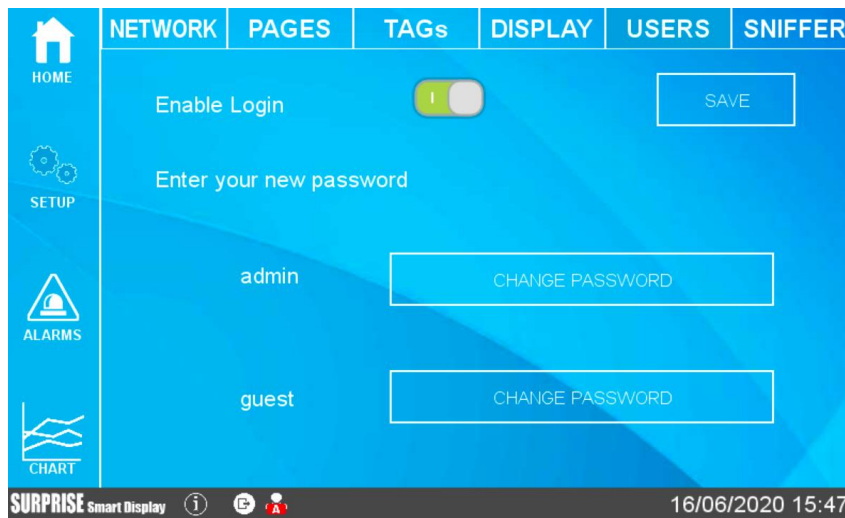 NETWORK PAGES TAGs DISPLAY USERS SNIFFER
HOME
Enable Login
I
SAVE
SETUP
Enter your new password
admin CHANGE PASSWORD
ALARMS
guest CHANGE PASSWORD
CHART
SURPRISE Smart Display i A 16/06/2020 15:47